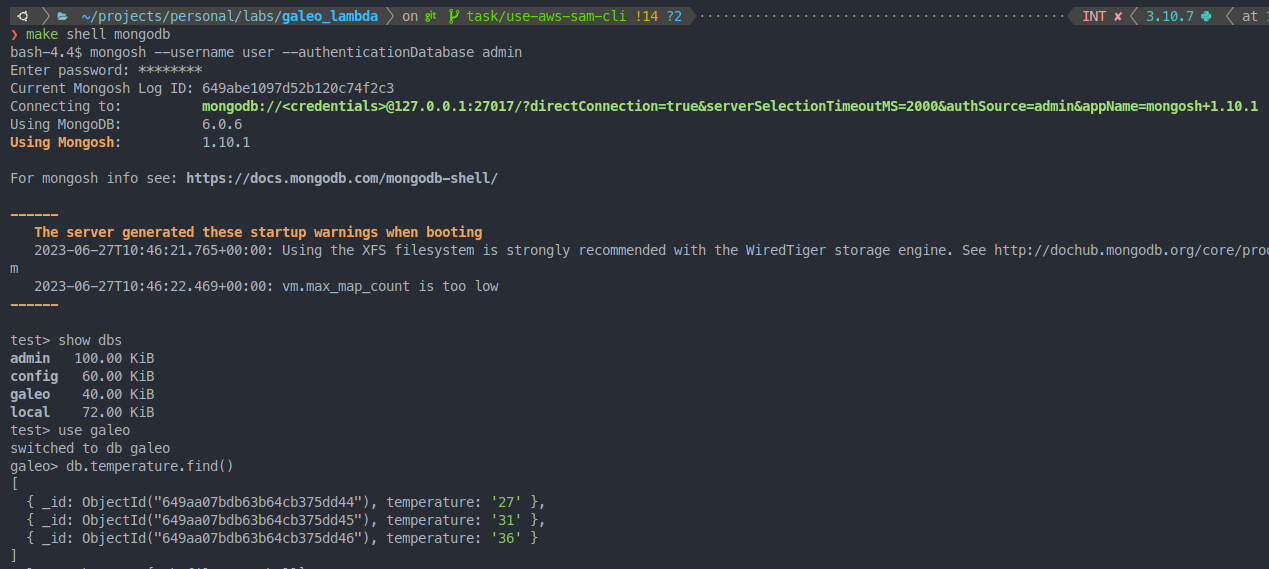 ~/projects/personal/labs/galeo_lambda on git task/use-aws-sam-cli !14 ?2 INT ✘ 3.10.7 at
❯ make shell mongodb
bash-4.4$ mongosh --username user --authenticationDatabase admin
Enter password: ********
Current Mongosh Log ID: 649abe1097d52b120c74f2c3
Connecting to: mongodb://<credentials>@127.0.0.1:27017/?directConnection=true&serverSelectionTimeoutMS=2000&authSource=admin&appName=mongosh+1.10.1
Using MongoDB: 6.0.6
Using Mongosh: 1.10.1
For mongosh info see: https://docs.mongodb.com/mongodb-shell/
------
The server generated these startup warnings when booting
2023-06-27T10:46:21.765+00:00: Using the XFS filesystem is strongly recommended with the WiredTiger storage engine. See http://dochub.mongodb.org/core/prod
m
2023-06-27T10:46:22.469+00:00: vm.max_map_count is too low
------
test> show dbs
admin 100.00 KiB
config 60.00 KiB
galeo 40.00 KiB
local 72.00 KiB
test> use galeo
switched to db galeo
galeo> db.temperature.find()
[
{ _id: ObjectId("649aa07bdb63b64cb375dd44"), temperature: '27' },
{ _id: ObjectId("649aa07bdb63b64cb375dd45"), temperature: '31' },
{ _id: ObjectId("649aa07bdb63b64cb375dd46"), temperature: '36' }
]